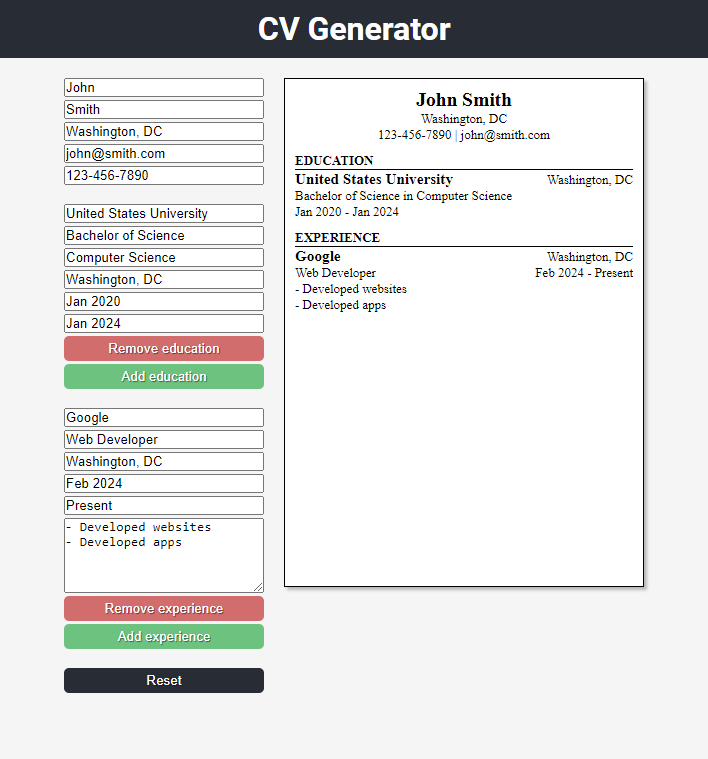 CV Generator
John
Smith
Washington, DC
john@smith.com
123-456-7890
United States University
Bachelor of Science
Computer Science
Washington, DC
Jan 2020
Jan 2024
Remove education
Add education
Google
Web Developer
Washington, DC
Feb 2024
Present
- Developed websites
- Developed apps
Remove experience
Add experience
Reset
John Smith
Washington, DC
123-456-7890 | john@smith.com
EDUCATION
United States University Washington, DC
Bachelor of Science in Computer Science
Jan 2020 - Jan 2024
EXPERIENCE
Google Washington, DC
Web Developer Feb 2024 - Present
- Developed websites
- Developed apps